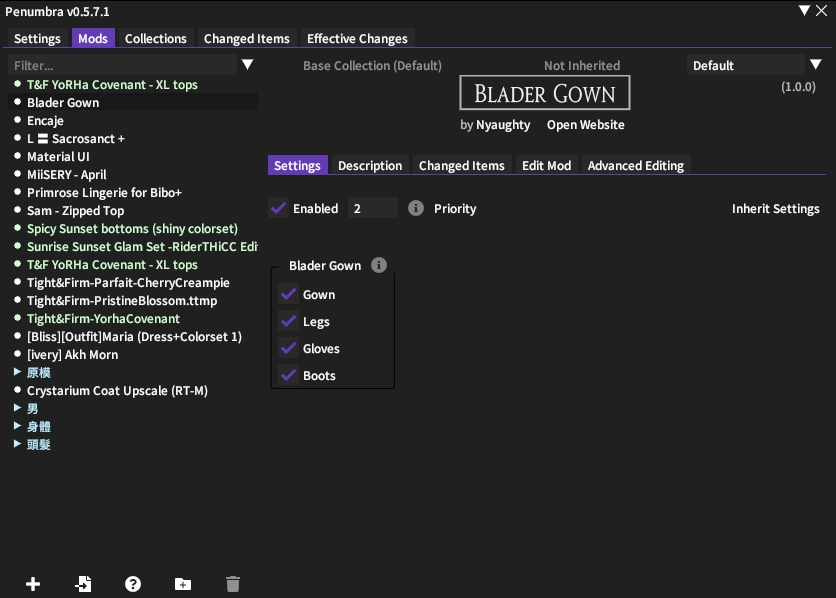 Penumbra v0.5.7.1
Settings Mods Collections Changed Items Effective Changes
Filter...
T&F YoRHa Covenant - XL tops
Blader Gown
Encaje
L 〓 Sacrosanct +
Material UI
MiiSERY - April
Primrose Lingerie for Bibo+
Sam - Zipped Top
Spicy Sunset bottoms (shiny colorset)
Sunrise Sunset Glam Set -RiderTHiCC Edi
T&F YoRHa Covenant - XL tops
Tight&Firm-Parfait-CherryCreampie
Tight&Firm-PristineBlossom.ttmp
Tight&Firm-YorhaCovenant
[Bliss][Outfit]Maria (Dress+Colorset 1)
[ivery] Akh Morn
原模
Crystarium Coat Upscale (RT-M)
男
身體
頭髮
Base Collection (Default) Not Inherited Default
BLADER GOWN
(1.0.0)
by Nyaughty Open Website
Settings Description Changed Items Edit Mod Advanced Editing
Enabled 2 Priority Inherit Settings
Blader Gown
Gown
Legs
Gloves
Boots